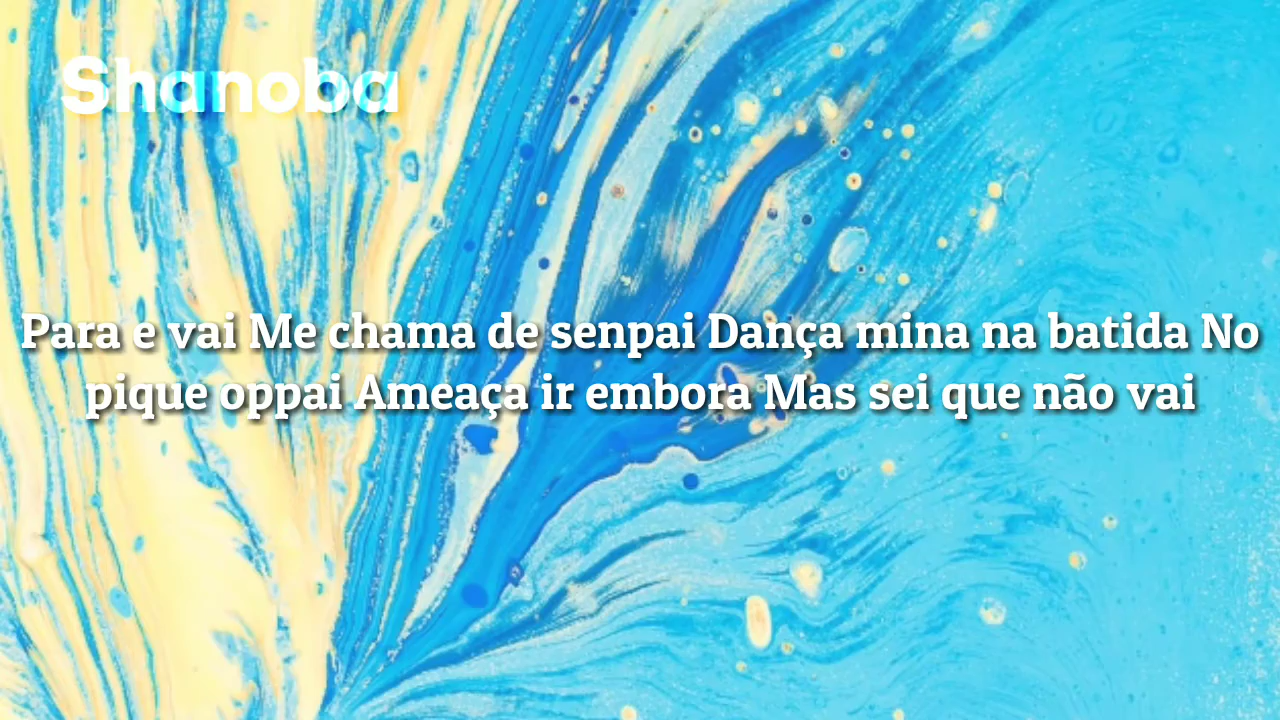 Shanoba
Para e vai Me chama de senpai Dança mina na batida No
pique oppai Ameaça ir embora Mas sei que não vai